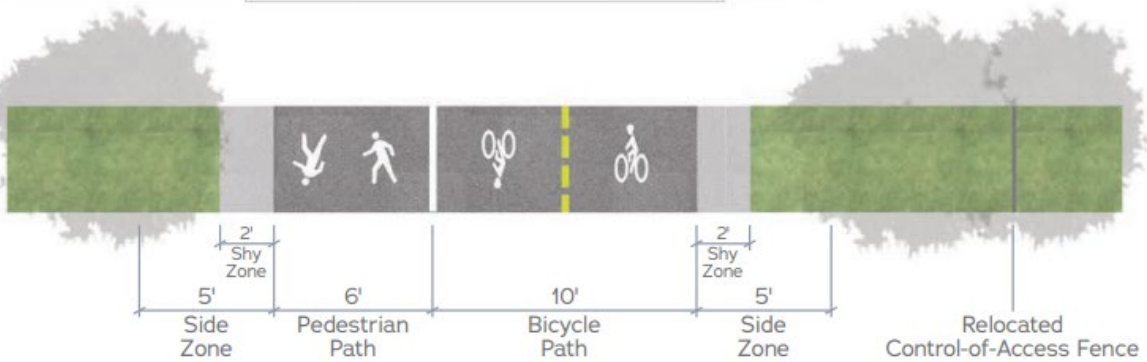 2'
Shy
Zone
2'
Shy
Zone
5'
Side
Zone
6'
Pedestrian
Path
10'
Bicycle
Path
5'
Side
Zone
Relocated
Control-of-Access Fence